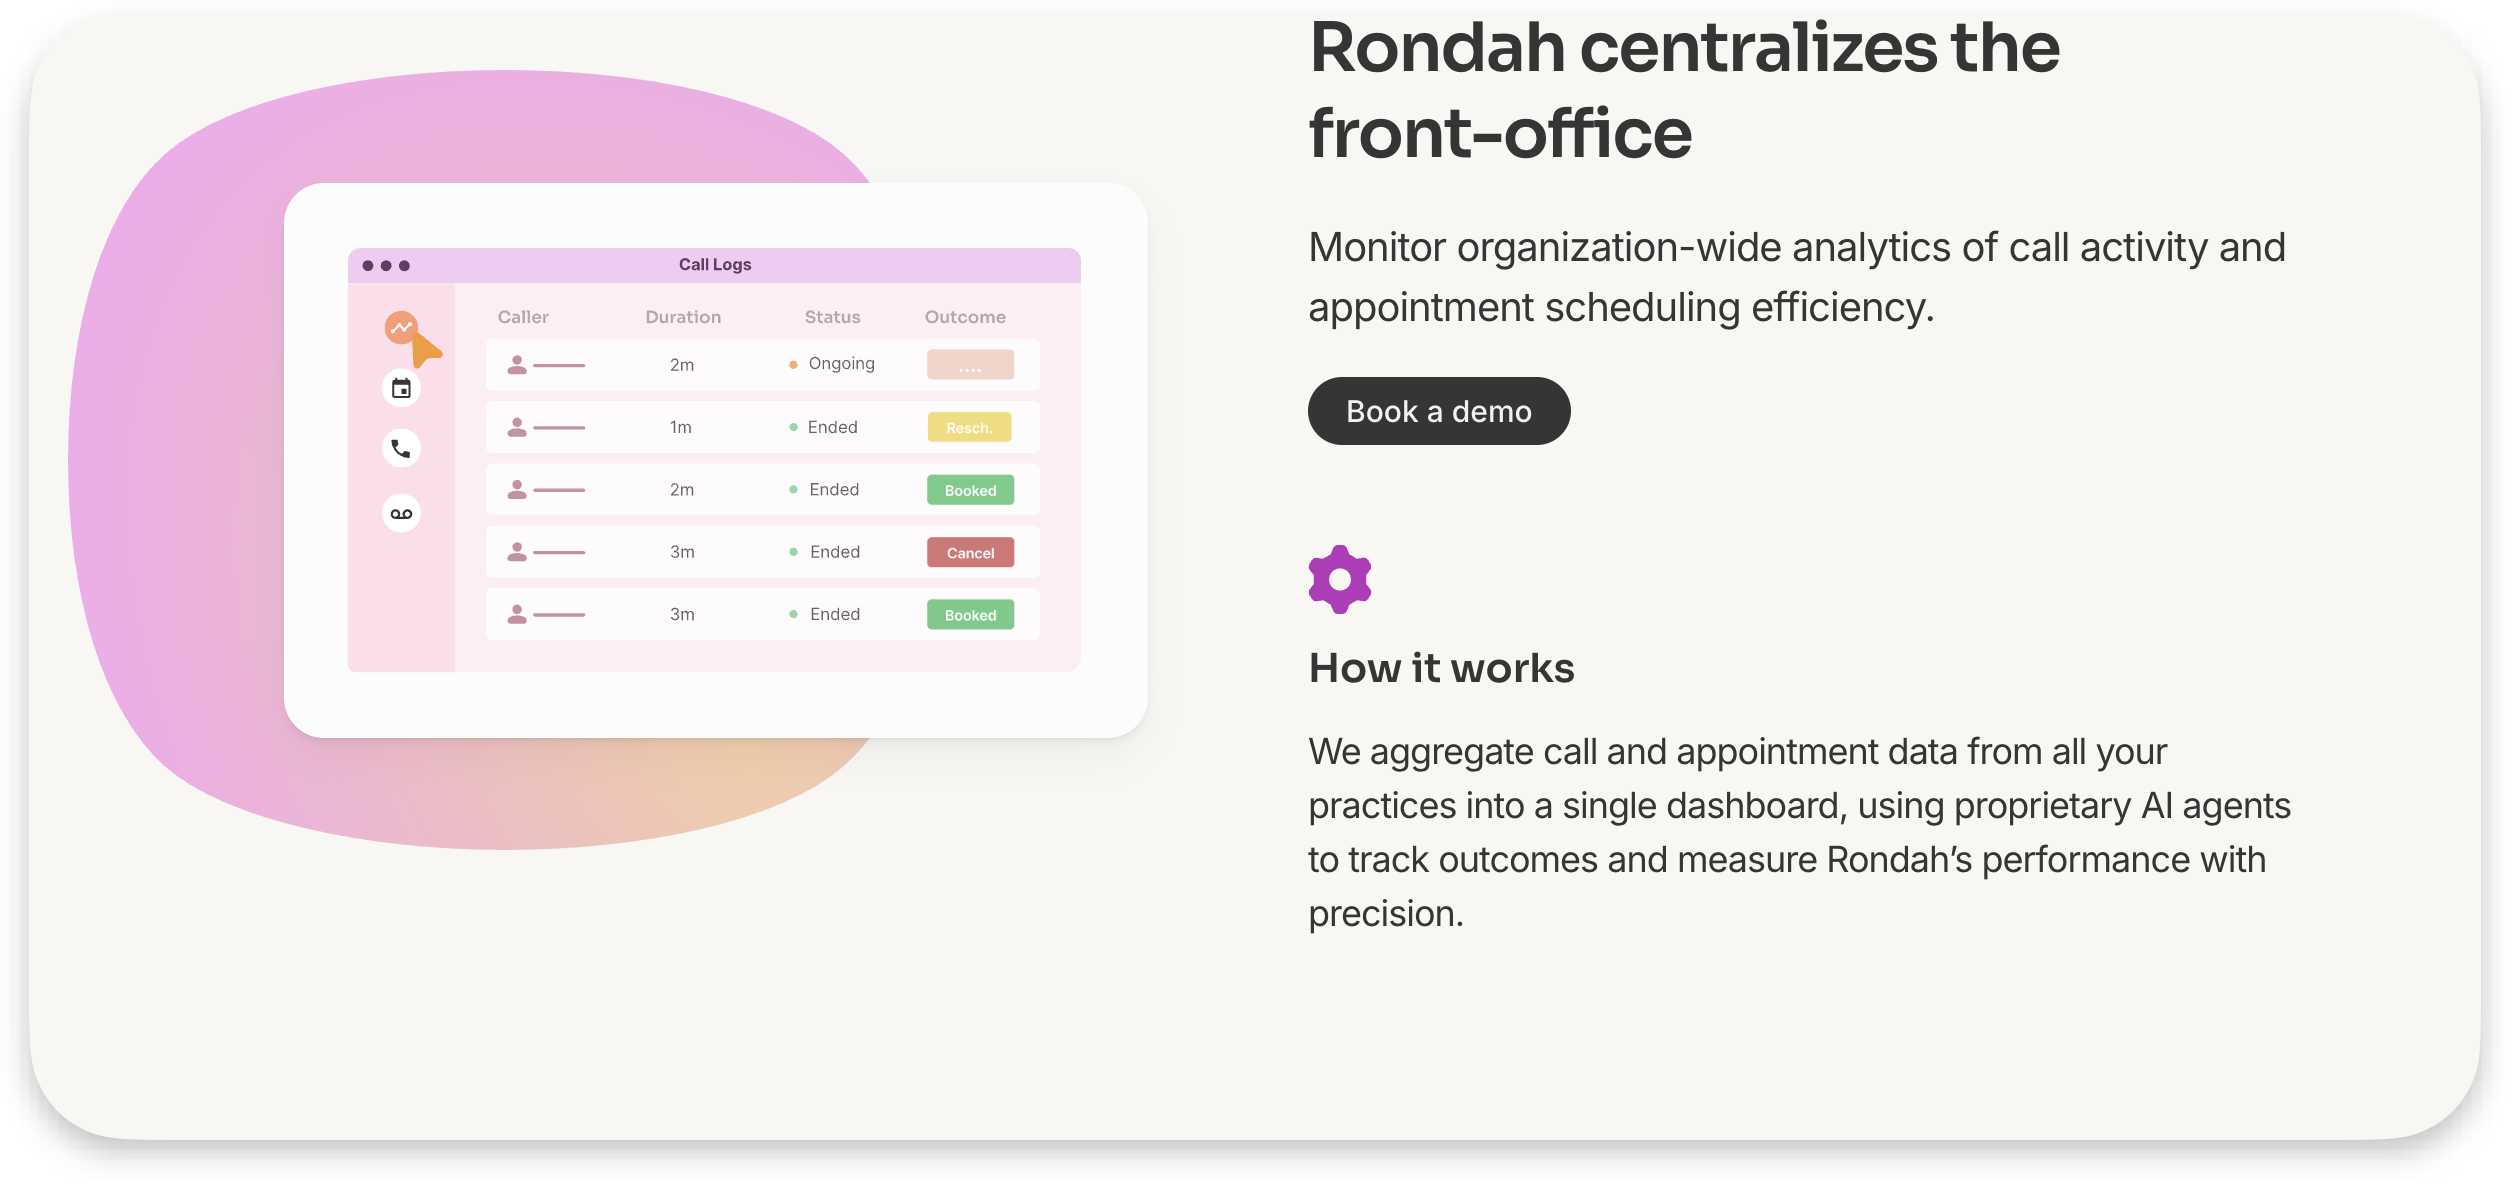 Rondah centralizes the
front-office
Monitor organization-wide analytics of call activity and
appointment scheduling efficiency.
Book a demo
How it works
We aggregate call and appointment data from all your
practices into a single dashboard, using proprietary AI agents
to track outcomes and measure Rondah’s performance with
precision.
Call Logs
Caller Duration Status Outcome
2m Ongoing ....
1m Ended Resch.
2m Ended Booked
3m Ended Cancel
3m Ended Booked